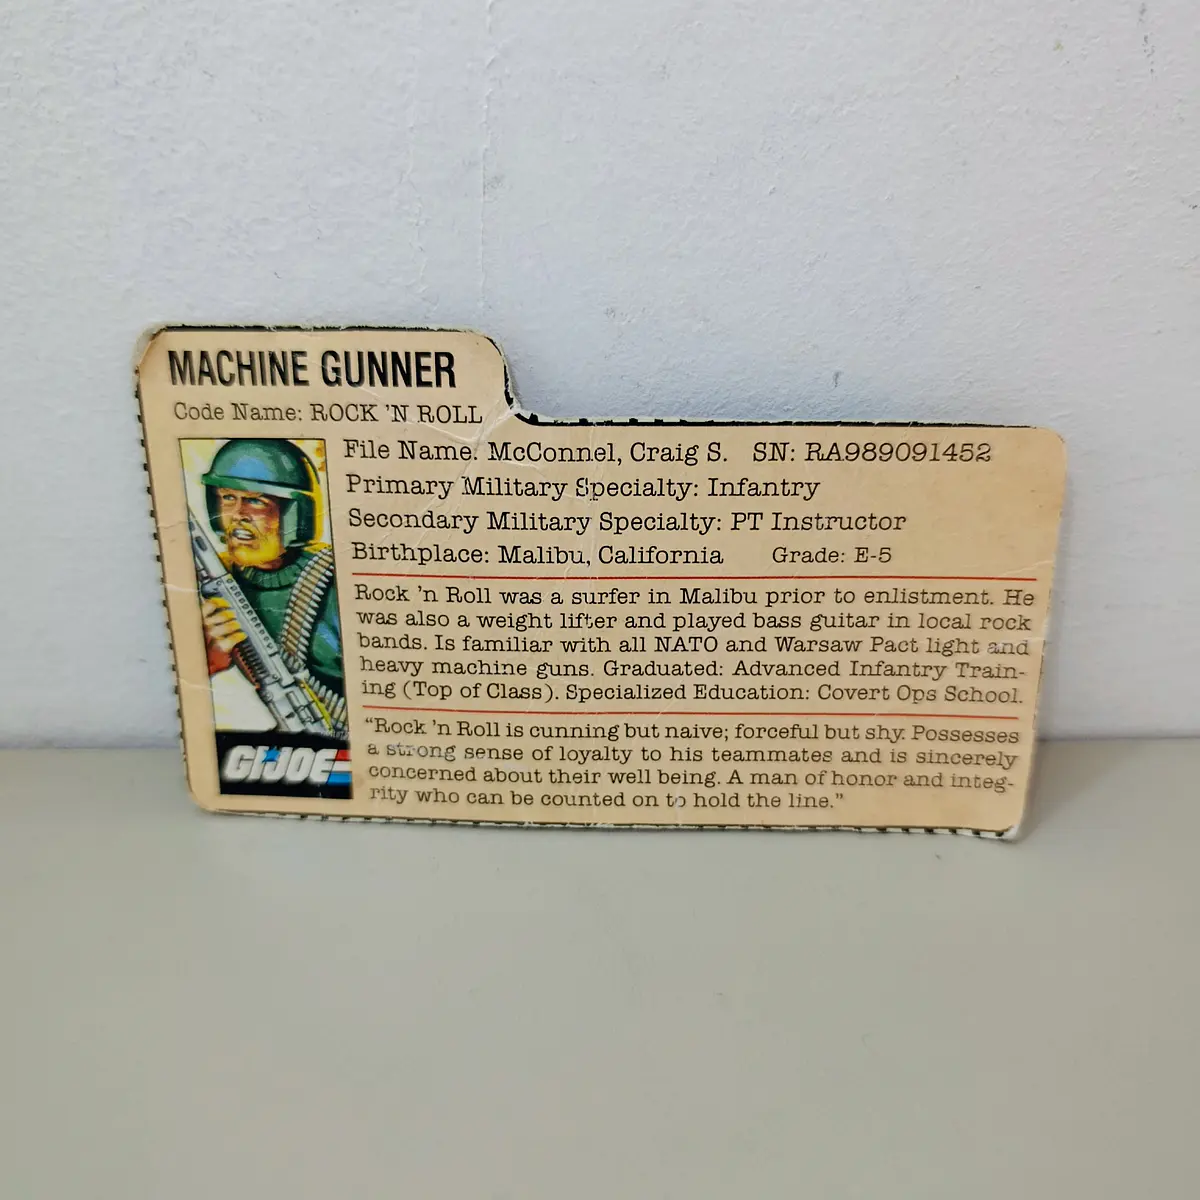 MACHINE GUNNER
Code Name: ROCK 'N ROLL
File Name: McConnel, Craig S. SN: RA989091452
Primary Military Specialty: Infantry
Secondary Military Specialty: PT Instructor
Birthplace: Malibu, California Grade: E-5
Rock 'n Roll was a surfer in Malibu prior to enlistment. He
was also a weight lifter and played bass guitar in local rock
bands. Is familiar with all NATO and Warsaw Pact light and
heavy machine guns. Graduated: Advanced Infantry Train-
ing (Top of Class). Specialized Education: Covert Ops School.
"Rock 'n Roll is cunning but naive; forceful but shy. Possesses
a strong sense of loyalty to his teammates and is sincerely
concerned about their well being. A man of honor and integ-
rity who can be counted on to hold the line."
GI JOE